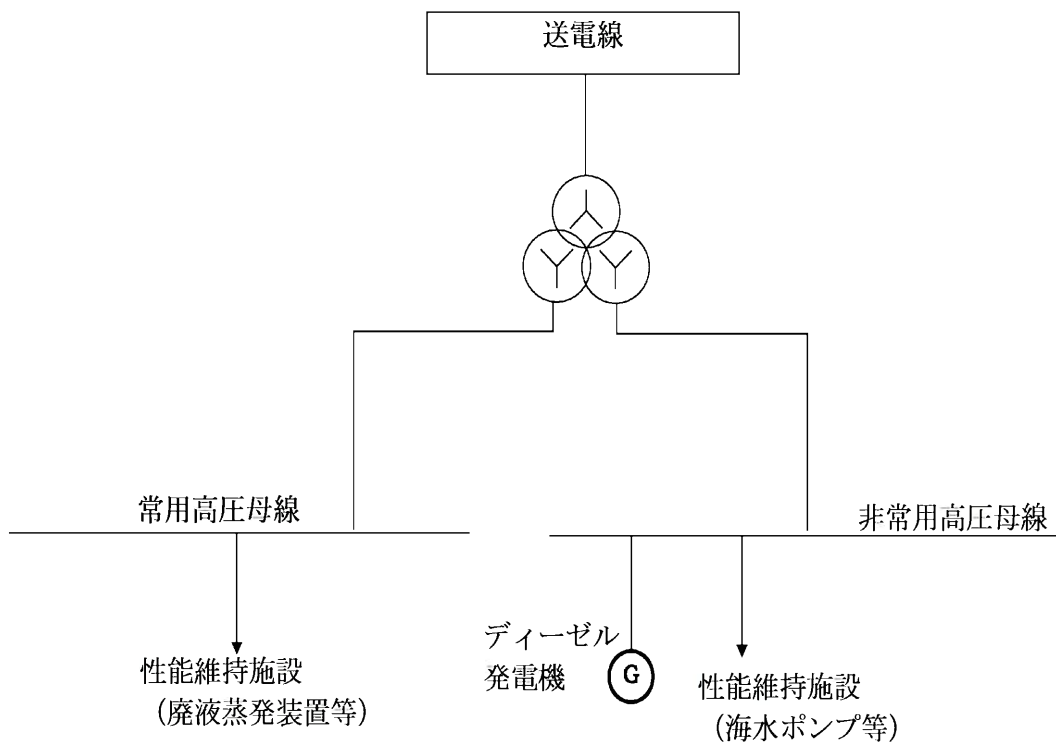 送電線
常用高圧母線
非常用高圧母線
ディーゼル
発電機
G
性能維持施設
（廃液蒸発装置等）
性能維持施設
（海水ポンプ等）